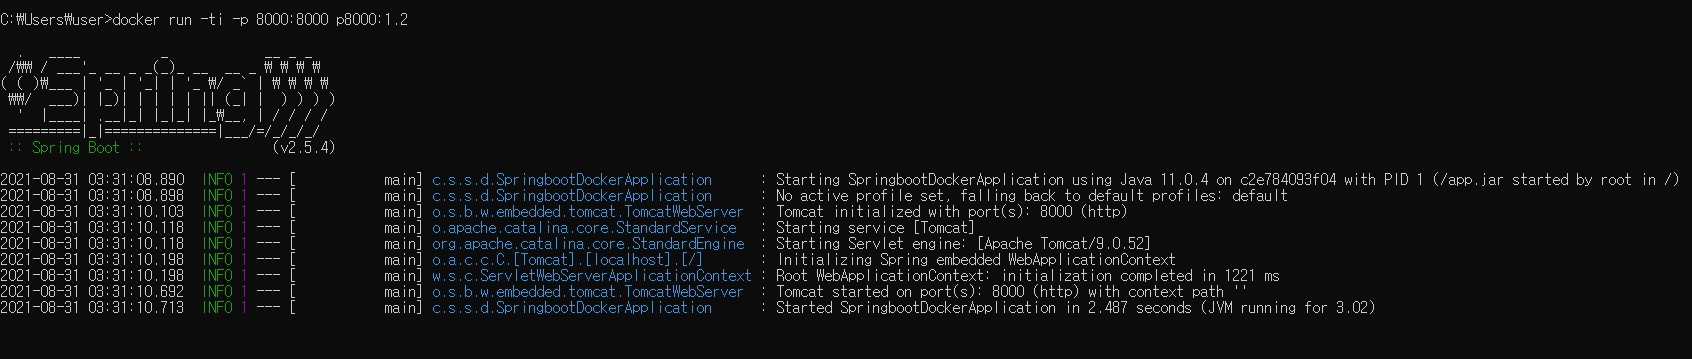 C:₩Users₩user>docker run -ti -p 8000:8000 p8000:1.2
  .   ____          _            __ _ _
 /₩₩ / ___'_ __ _ _(_)_ __  __ _ ₩ ₩ ₩ ₩
( ( )₩___ | '_ | '_| | '_ ₩/ _` | ₩ ₩ ₩ ₩
 ₩₩/  ___)| |_)| | | | | || (_| |  ) ) ) )
  '  |____| .__|_| |_|_| |_₩__, | / / / /
 =========|_|==============|___/=/_/_/_/
 :: Spring Boot ::                (v2.5.4)
2021-08-31 03:31:08.890  INFO 1 --- [           main] c.s.s.d.SpringbootDockerApplication      : Starting SpringbootDockerApplication using Java 11.0.4 on c2e784093f04 with PID 1 (/app.jar started by root in /)
2021-08-31 03:31:08.898  INFO 1 --- [           main] c.s.s.d.SpringbootDockerApplication      : No active profile set, falling back to default profiles: default
2021-08-31 03:31:10.103  INFO 1 --- [           main] o.s.b.w.embedded.tomcat.TomcatWebServer  : Tomcat initialized with port(s): 8000 (http)
2021-08-31 03:31:10.118  INFO 1 --- [           main] o.apache.catalina.core.StandardService   : Starting service [Tomcat]
2021-08-31 03:31:10.118  INFO 1 --- [           main] org.apache.catalina.core.StandardEngine  : Starting Servlet engine: [Apache Tomcat/9.0.52]
2021-08-31 03:31:10.198  INFO 1 --- [           main] o.a.c.c.C.[Tomcat].[localhost].[/]       : Initializing Spring embedded WebApplicationContext
2021-08-31 03:31:10.198  INFO 1 --- [           main] w.s.c.ServletWebServerApplicationContext : Root WebApplicationContext: initialization completed in 1221 ms
2021-08-31 03:31:10.692  INFO 1 --- [           main] o.s.b.w.embedded.tomcat.TomcatWebServer  : Tomcat started on port(s): 8000 (http) with context path ''
2021-08-31 03:31:10.713  INFO 1 --- [           main] c.s.s.d.SpringbootDockerApplication      : Started SpringbootDockerApplication in 2.487 seconds (JVM running for 3.02)